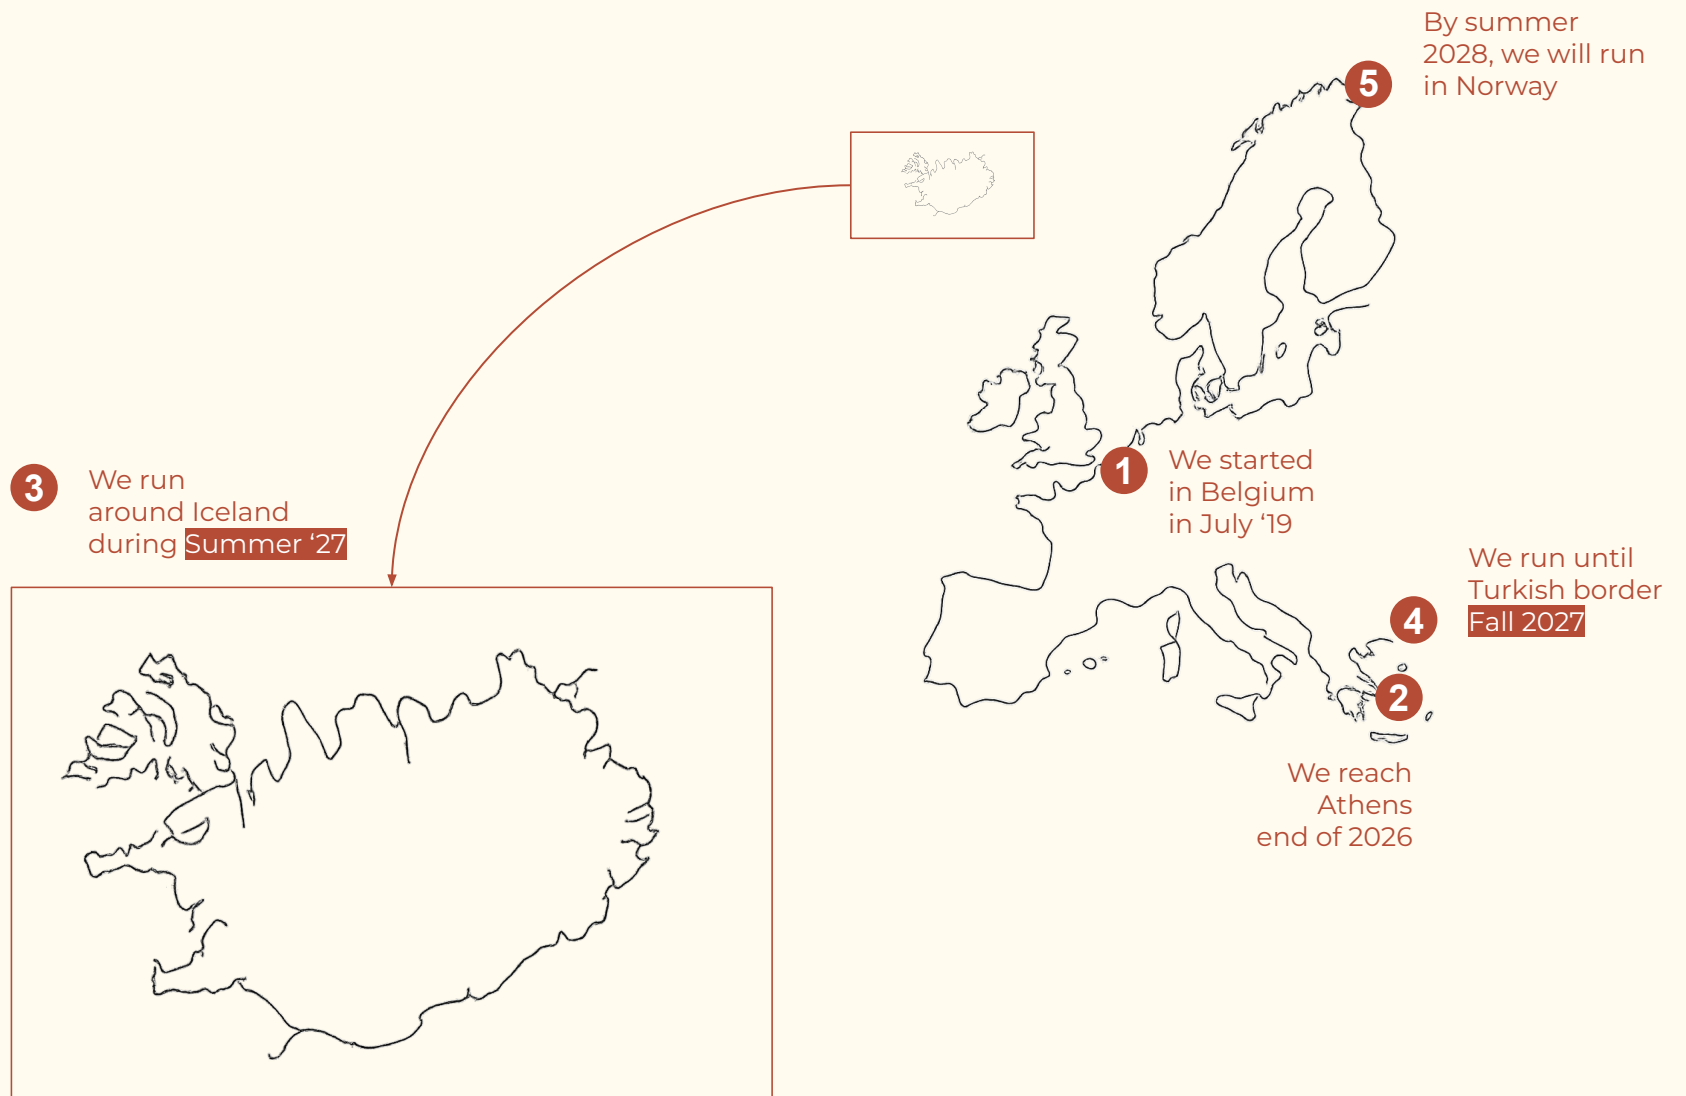 By summer
2028, we will run
in Norway
5
3
We run
around Iceland
during Summer ‘27
1
We started
in Belgium
in July ‘19
We run until
Turkish border
Fall 2027
4
2
We reach
Athens
end of 2026